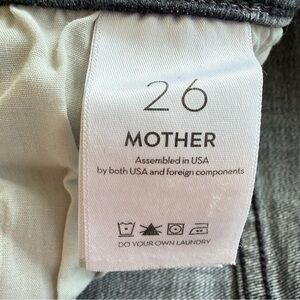 26
MOTHER
Assembled in USA
by both USA and foreign components
DO YOUR OWN LAUNDRY